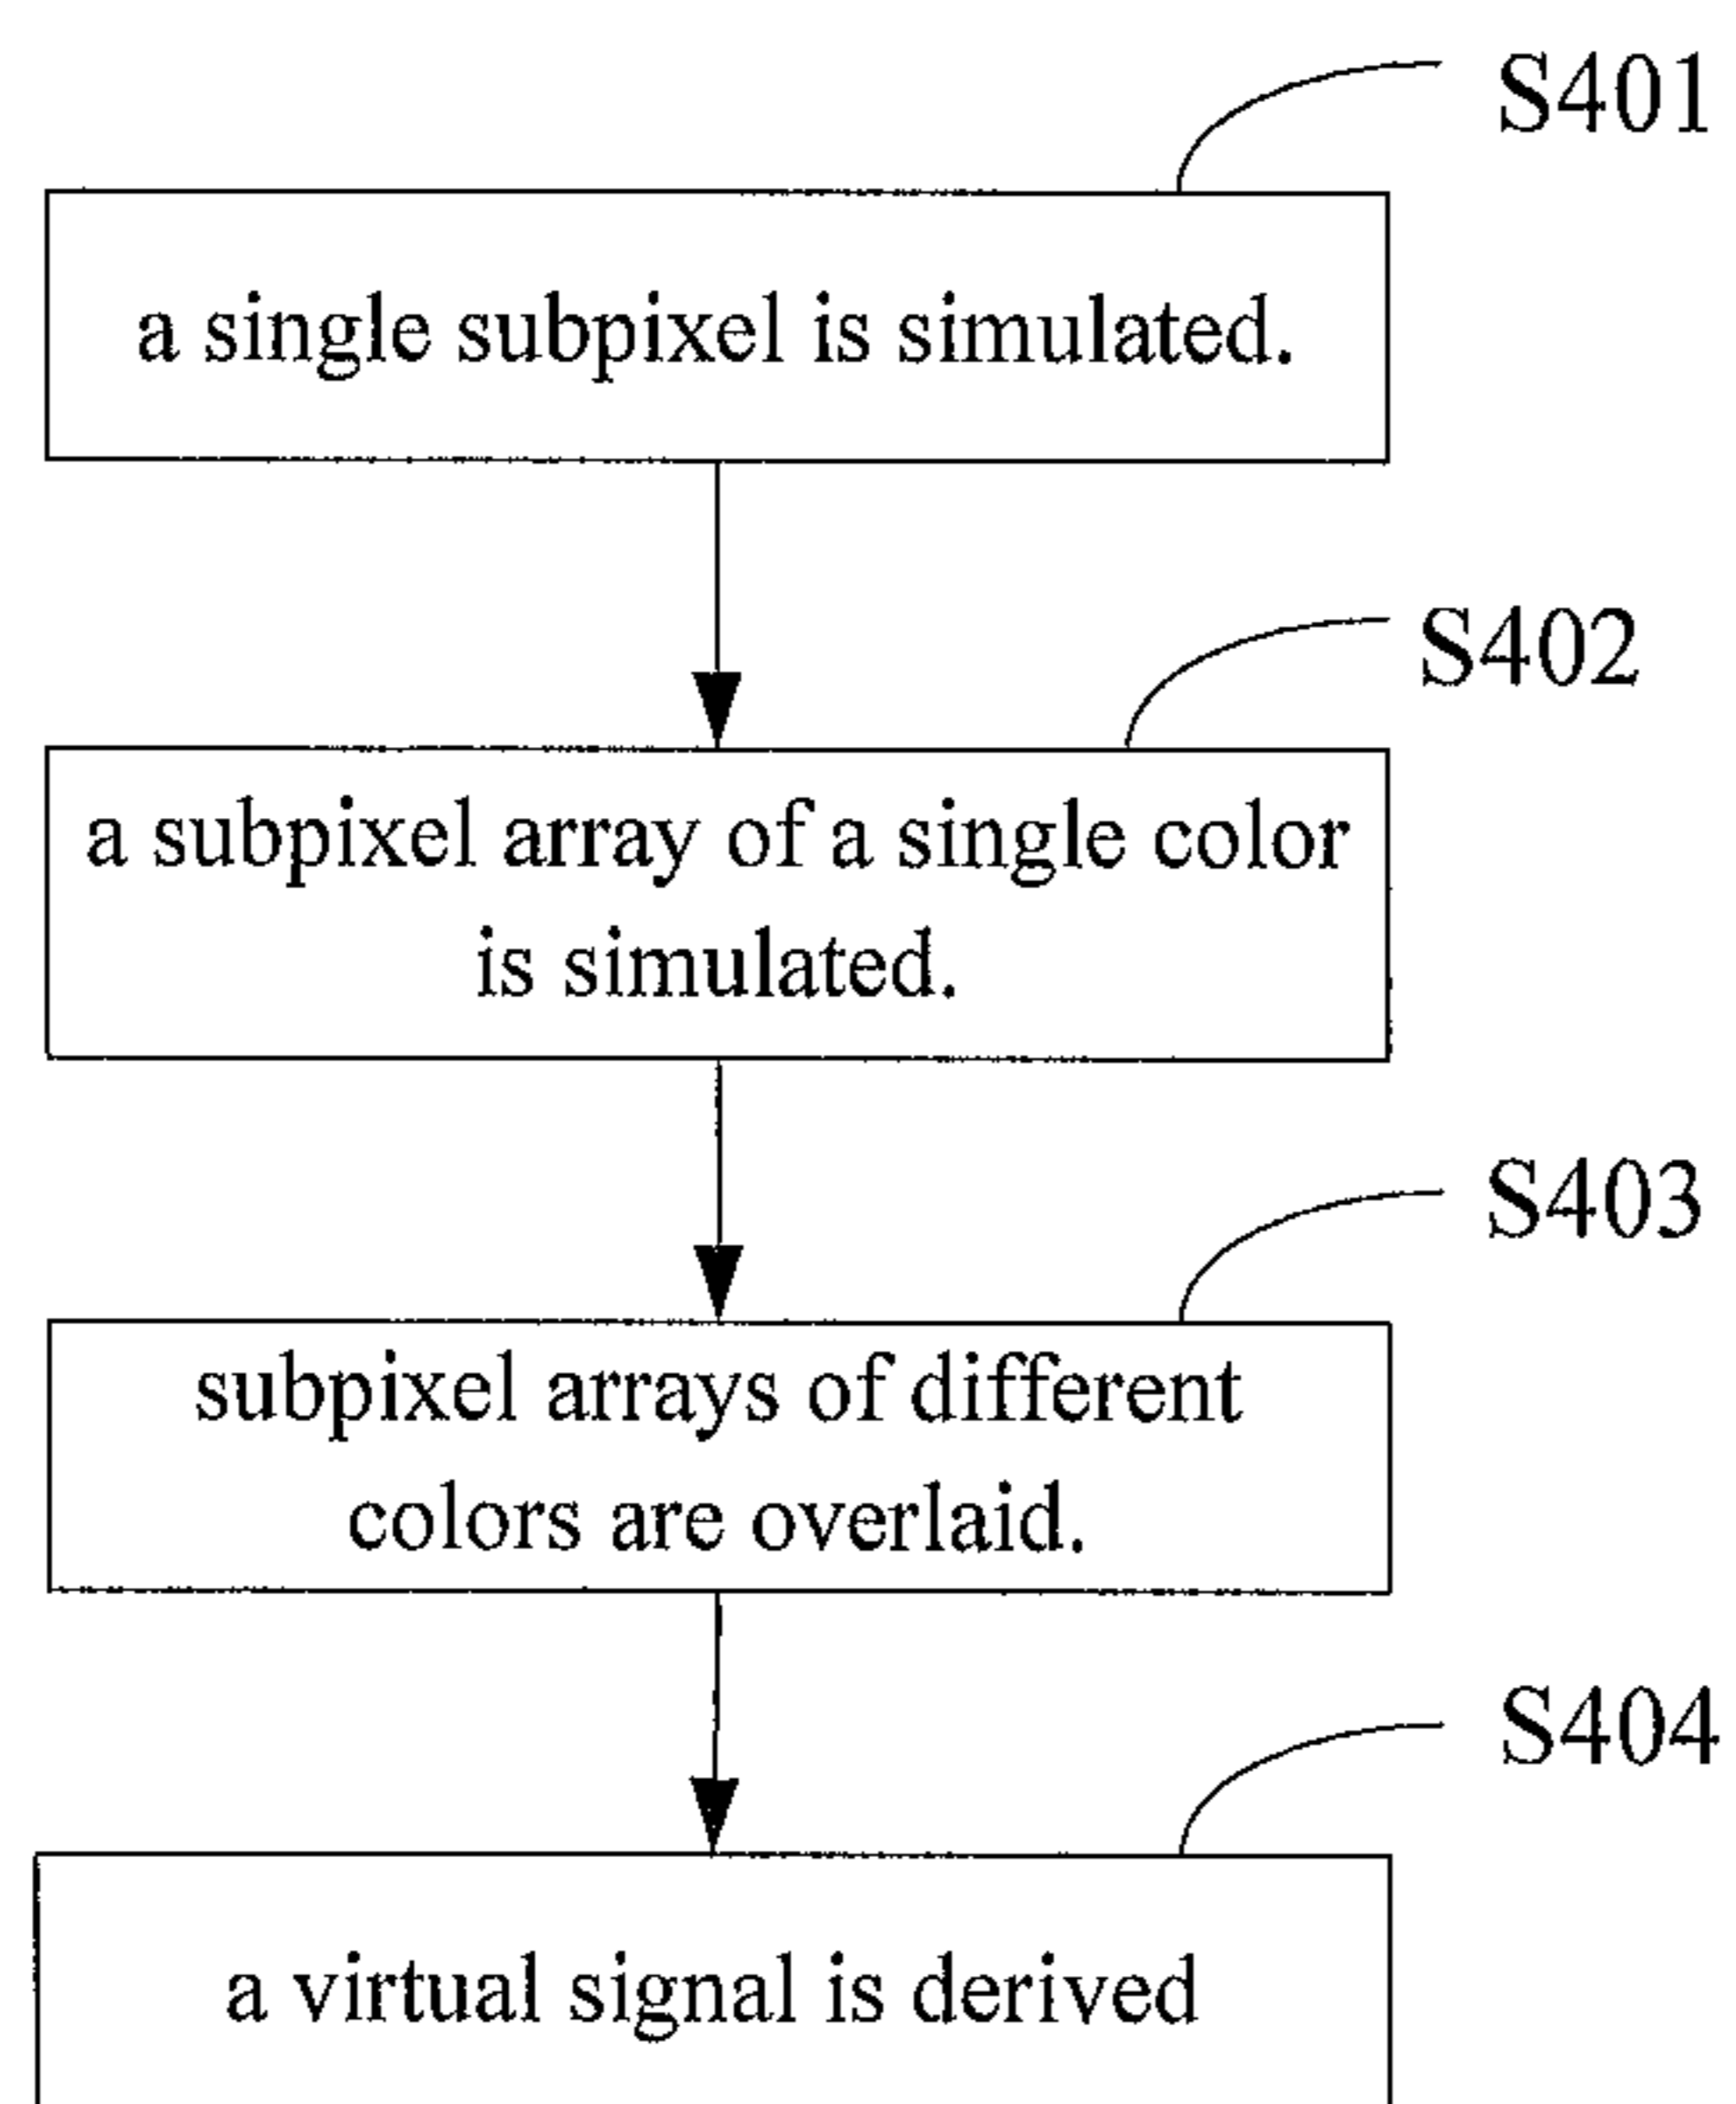 S401
a single subpixel is simulated.
S402
a subpixel array of a single color
is simulated.
S403
subpixel arrays of different
colors are overlaid.
S404
a virtual signal is derived